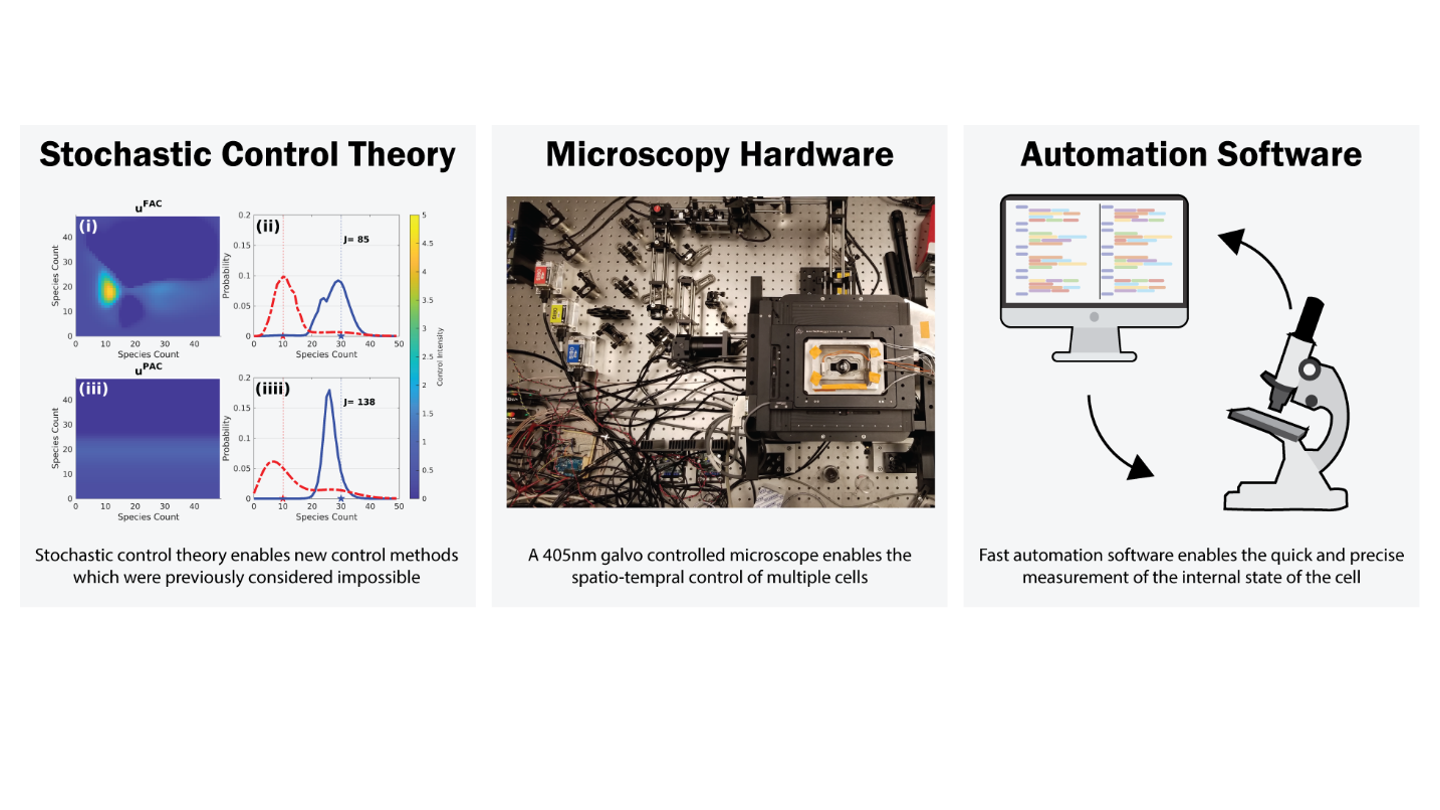 Stochastic Control Theory
u^FAC
(i)
Species Count
40
30
20
10
0
0 10 20 30 40
Species Count
(ii)
J= 85
Probability
0.2
0.15
0.1
0.05
0
0 10 20 30 40 50
Species Count
u^PAC
(iii)
Species Count
40
30
20
10
0
0 10 20 30 40
Species Count
(iiii)
J= 138
Probability
0.2
0.15
0.1
0.05
0
0 10 20 30 40 50
Species Count
5
4.5
4
3.5
3
2.5
2
1.5
1
0.5
0
Control Intensity
Stochastic control theory enables new control methods
which were previously considered impossible
Microscopy Hardware
A 405nm galvo controlled microscope enables the
spatio-tempral control of multiple cells
Automation Software
Fast automation software enables the quick and precise
measurement of the internal state of the cell